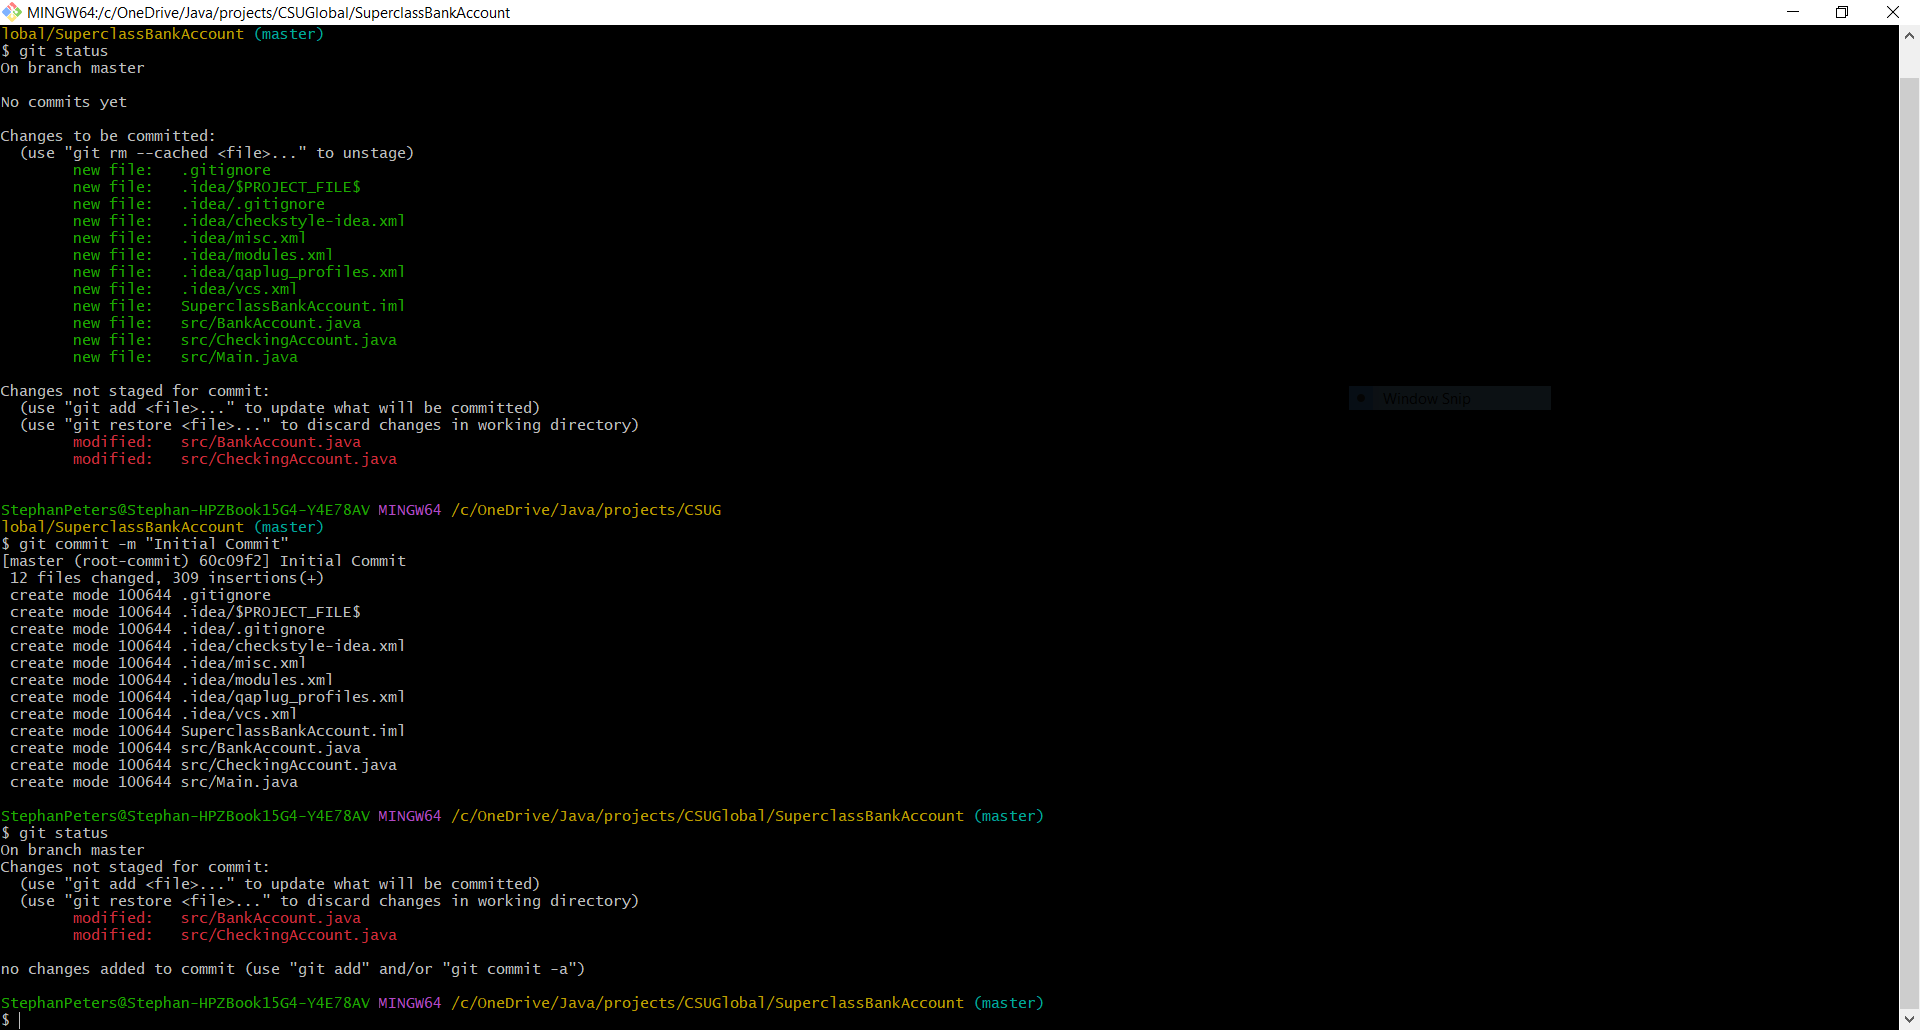 MINGW64:/c/OneDrive/Java/projects/CSUGlobal/SuperclassBankAccount
lobal/SuperclassBankAccount (master)
$ git status
On branch master
No commits yet
Changes to be committed:
  (use "git rm --cached <file>..." to unstage)
        new file:   .gitignore
        new file:   .idea/$PROJECT_FILE$
        new file:   .idea/.gitignore
        new file:   .idea/checkstyle-idea.xml
        new file:   .idea/misc.xml
        new file:   .idea/modules.xml
        new file:   .idea/qaplug_profiles.xml
        new file:   .idea/vcs.xml
        new file:   SuperclassBankAccount.iml
        new file:   src/BankAccount.java
        new file:   src/CheckingAccount.java
        new file:   src/Main.java
Changes not staged for commit:
  (use "git add <file>..." to update what will be committed)
  (use "git restore <file>..." to discard changes in working directory)
        modified:   src/BankAccount.java
        modified:   src/CheckingAccount.java
Window Snip
StephanPeters@Stephan-HPZBook15G4-Y4E78AV MINGW64 /c/OneDrive/Java/projects/CSUG
lobal/SuperclassBankAccount (master)
$ git commit -m "Initial Commit"
[master (root-commit) 60c09f2] Initial Commit
 12 files changed, 309 insertions(+)
 create mode 100644 .gitignore
 create mode 100644 .idea/$PROJECT_FILE$
 create mode 100644 .idea/.gitignore
 create mode 100644 .idea/checkstyle-idea.xml
 create mode 100644 .idea/misc.xml
 create mode 100644 .idea/modules.xml
 create mode 100644 .idea/qaplug_profiles.xml
 create mode 100644 .idea/vcs.xml
 create mode 100644 SuperclassBankAccount.iml
 create mode 100644 src/BankAccount.java
 create mode 100644 src/CheckingAccount.java
 create mode 100644 src/Main.java
StephanPeters@Stephan-HPZBook15G4-Y4E78AV MINGW64 /c/OneDrive/Java/projects/CSUGlobal/SuperclassBankAccount (master)
$ git status
On branch master
Changes not staged for commit:
  (use "git add <file>..." to update what will be committed)
  (use "git restore <file>..." to discard changes in working directory)
        modified:   src/BankAccount.java
        modified:   src/CheckingAccount.java
no changes added to commit (use "git add" and/or "git commit -a")
StephanPeters@Stephan-HPZBook15G4-Y4E78AV MINGW64 /c/OneDrive/Java/projects/CSUGlobal/SuperclassBankAccount (master)
$